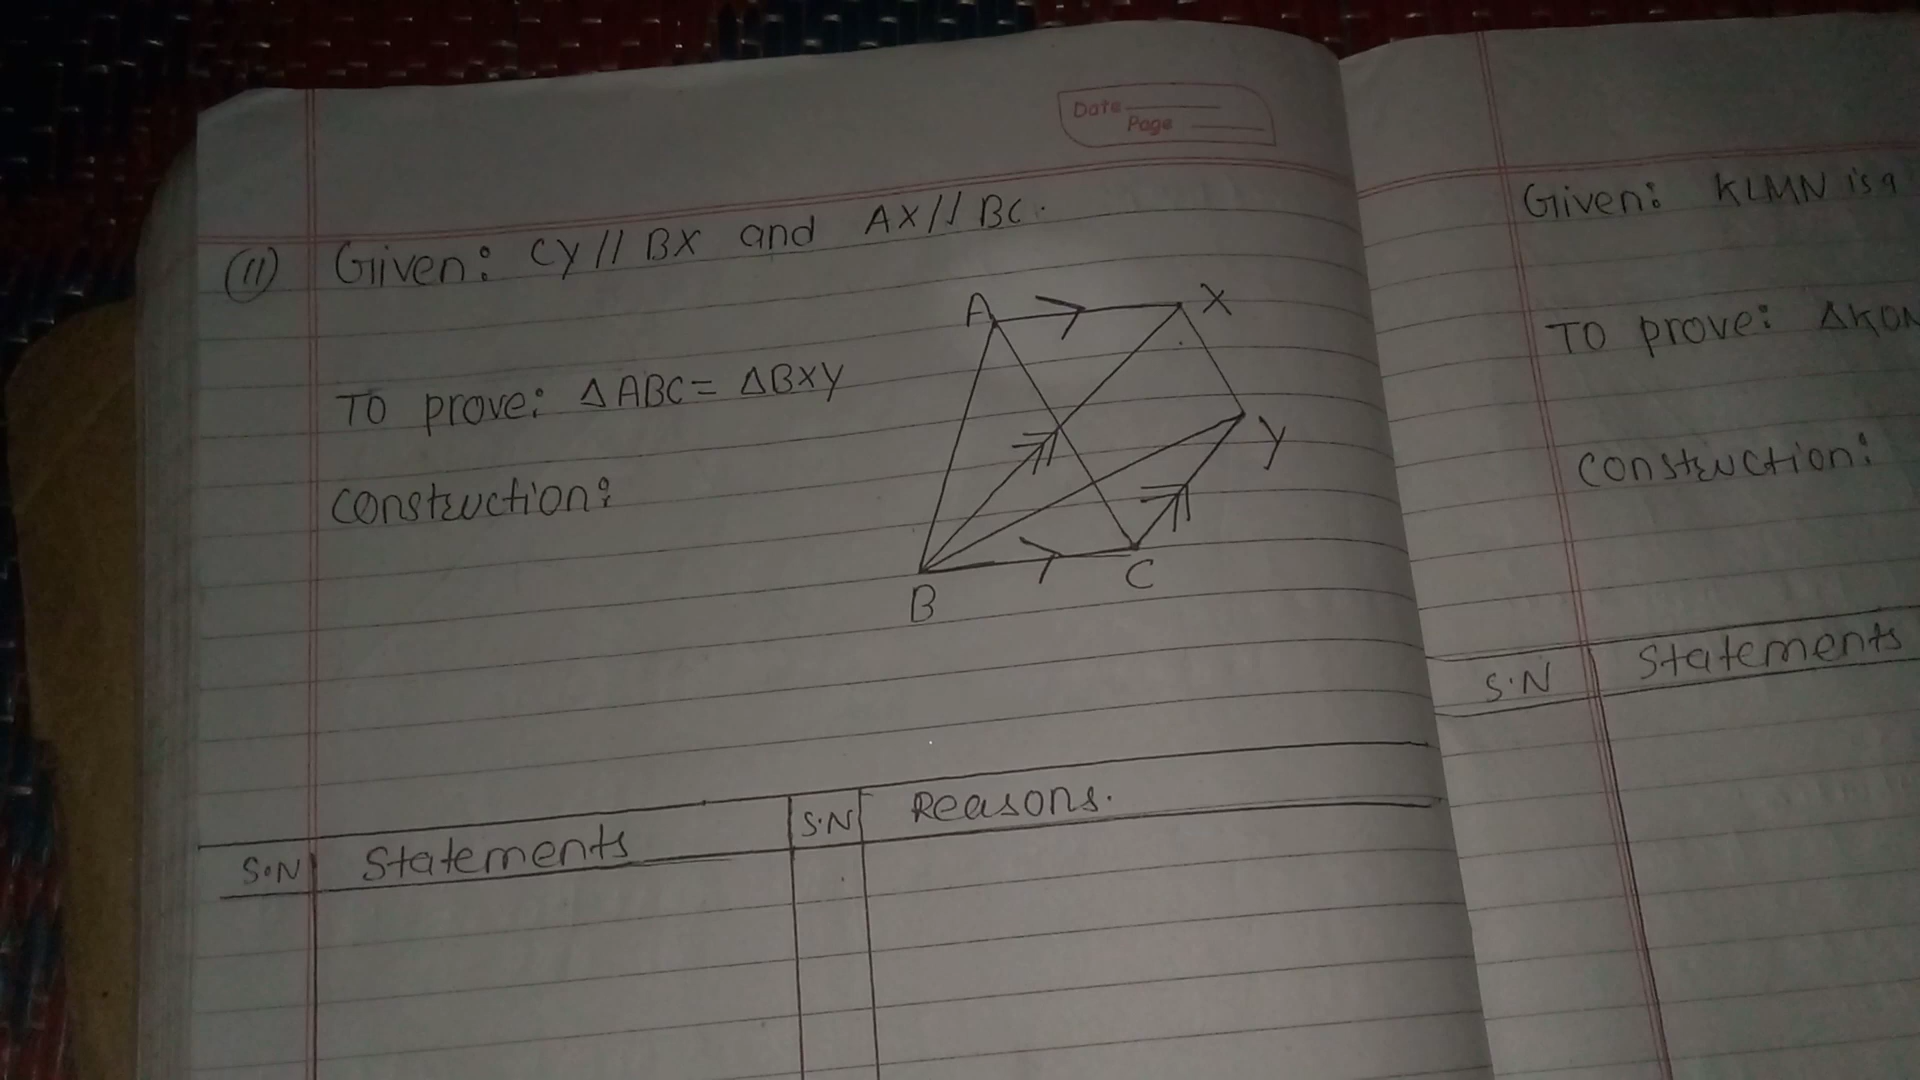 Date
Page
(11) Given: CY // BX and AX // BC.
A
X
To prove: ΔABC = ΔBXY
Y
Construction:
B
C
S.N Statements S.N Reasons.
Given: KLMN is a
To prove: ΔKON
Construction:
S.N Statements